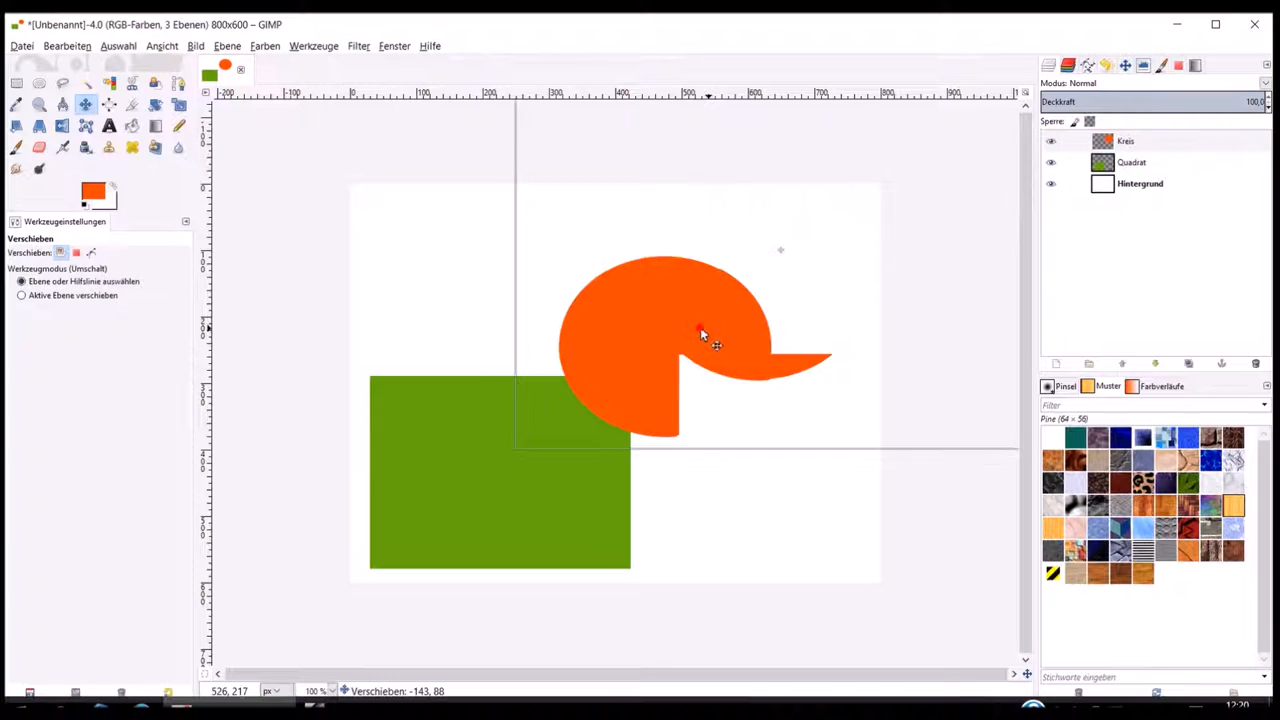 *[Unbenannt]-4.0 (RGB-Farben, 3 Ebenen) 800x600 – GIMP
Datei Bearbeiten Auswahl Ansicht Bild Ebene Farben Werkzeuge Filter Fenster Hilfe
Modus: Normal
Deckkraft 100,0
Sperre:
Kreis
Quadrat
Hintergrund
Werkzeugeinstellungen
Verschieben
Verschieben:
Werkzeugmodus (Umschalt)
Ebene oder Hilfslinie auswählen
Aktive Ebene verschieben
Pinsel Muster Farbverläufe
Filter
Pine (64 × 56)
Stichworte eingeben
526, 217 px 100 % Verschieben: -143, 88
12:20